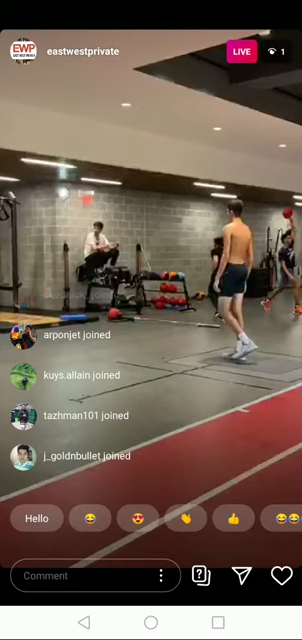 EWP
eastwestprivate
LIVE
1
arponjet joined
kuys.allain joined
tazhman101 joined
j_goldnbullet joined
Hello
Comment